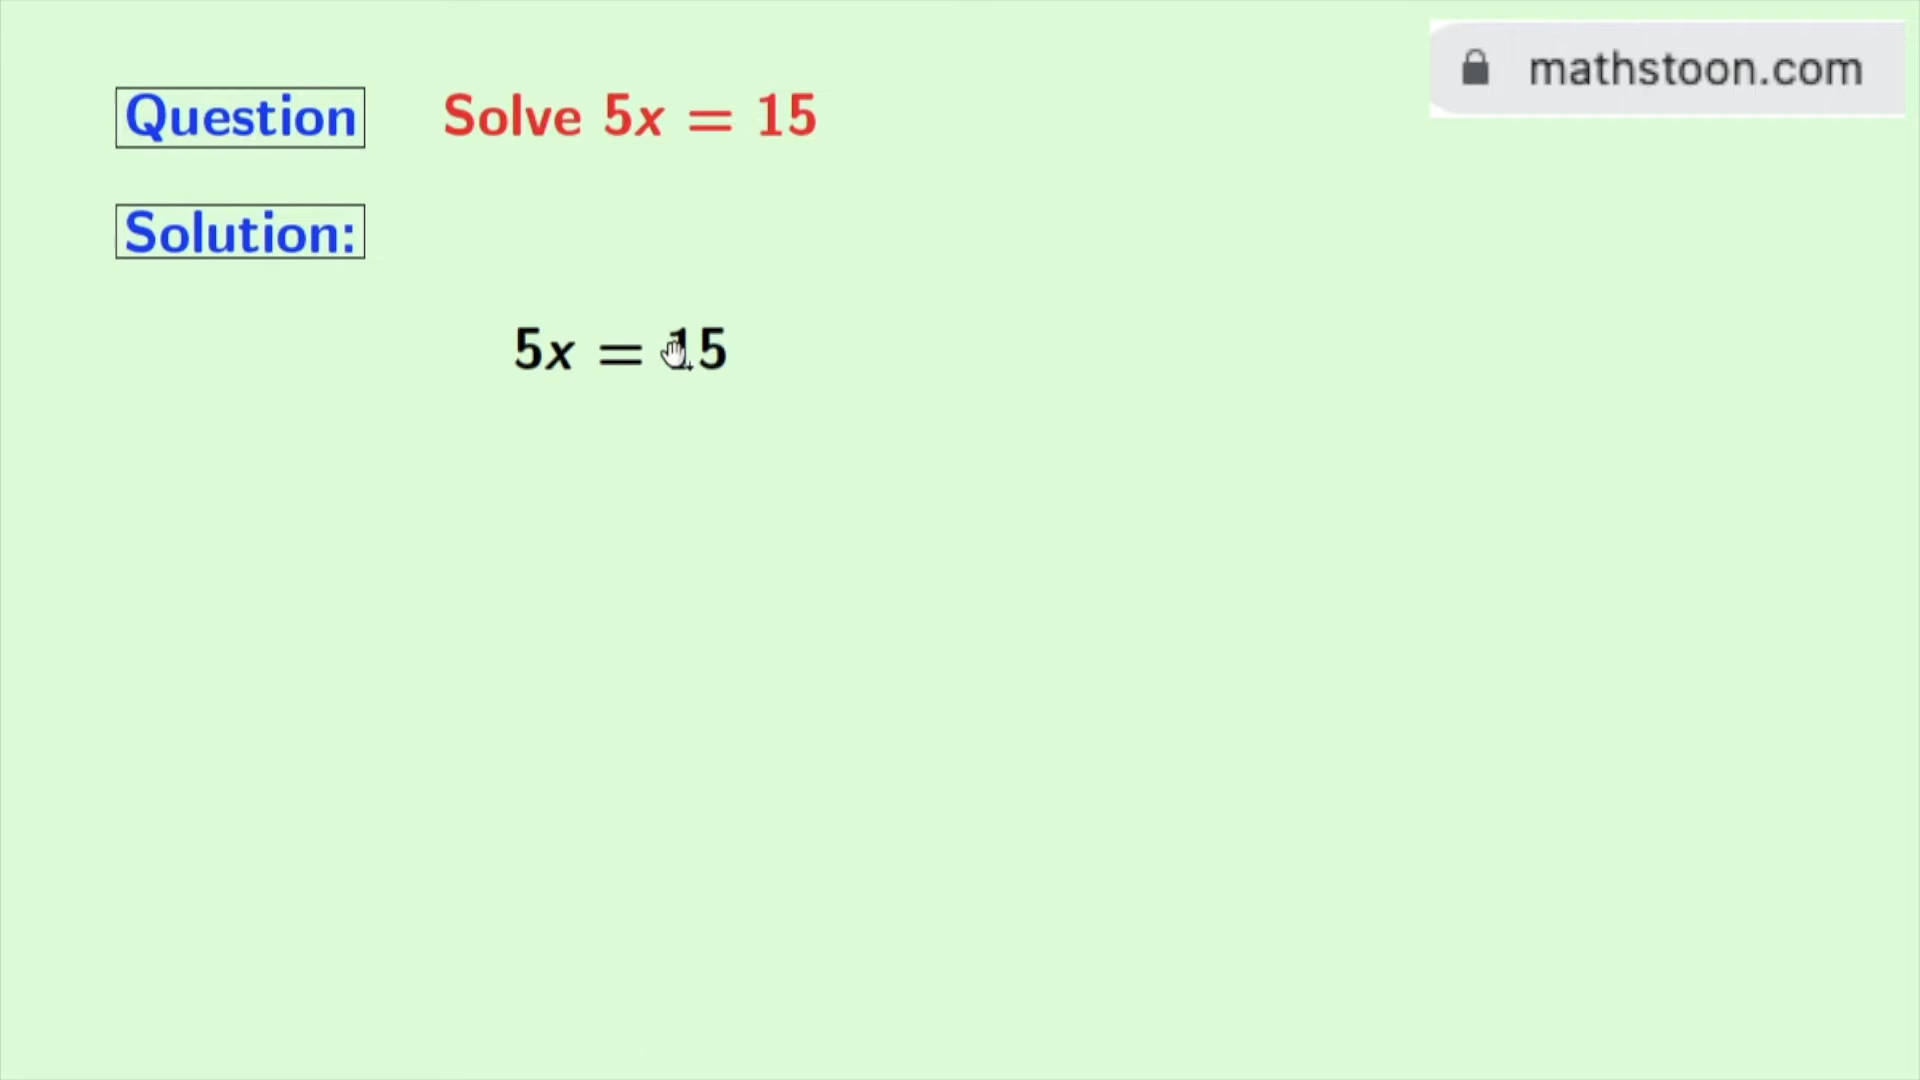 mathstoon.com
Question Solve 5x = 15
Solution:
5x = 15